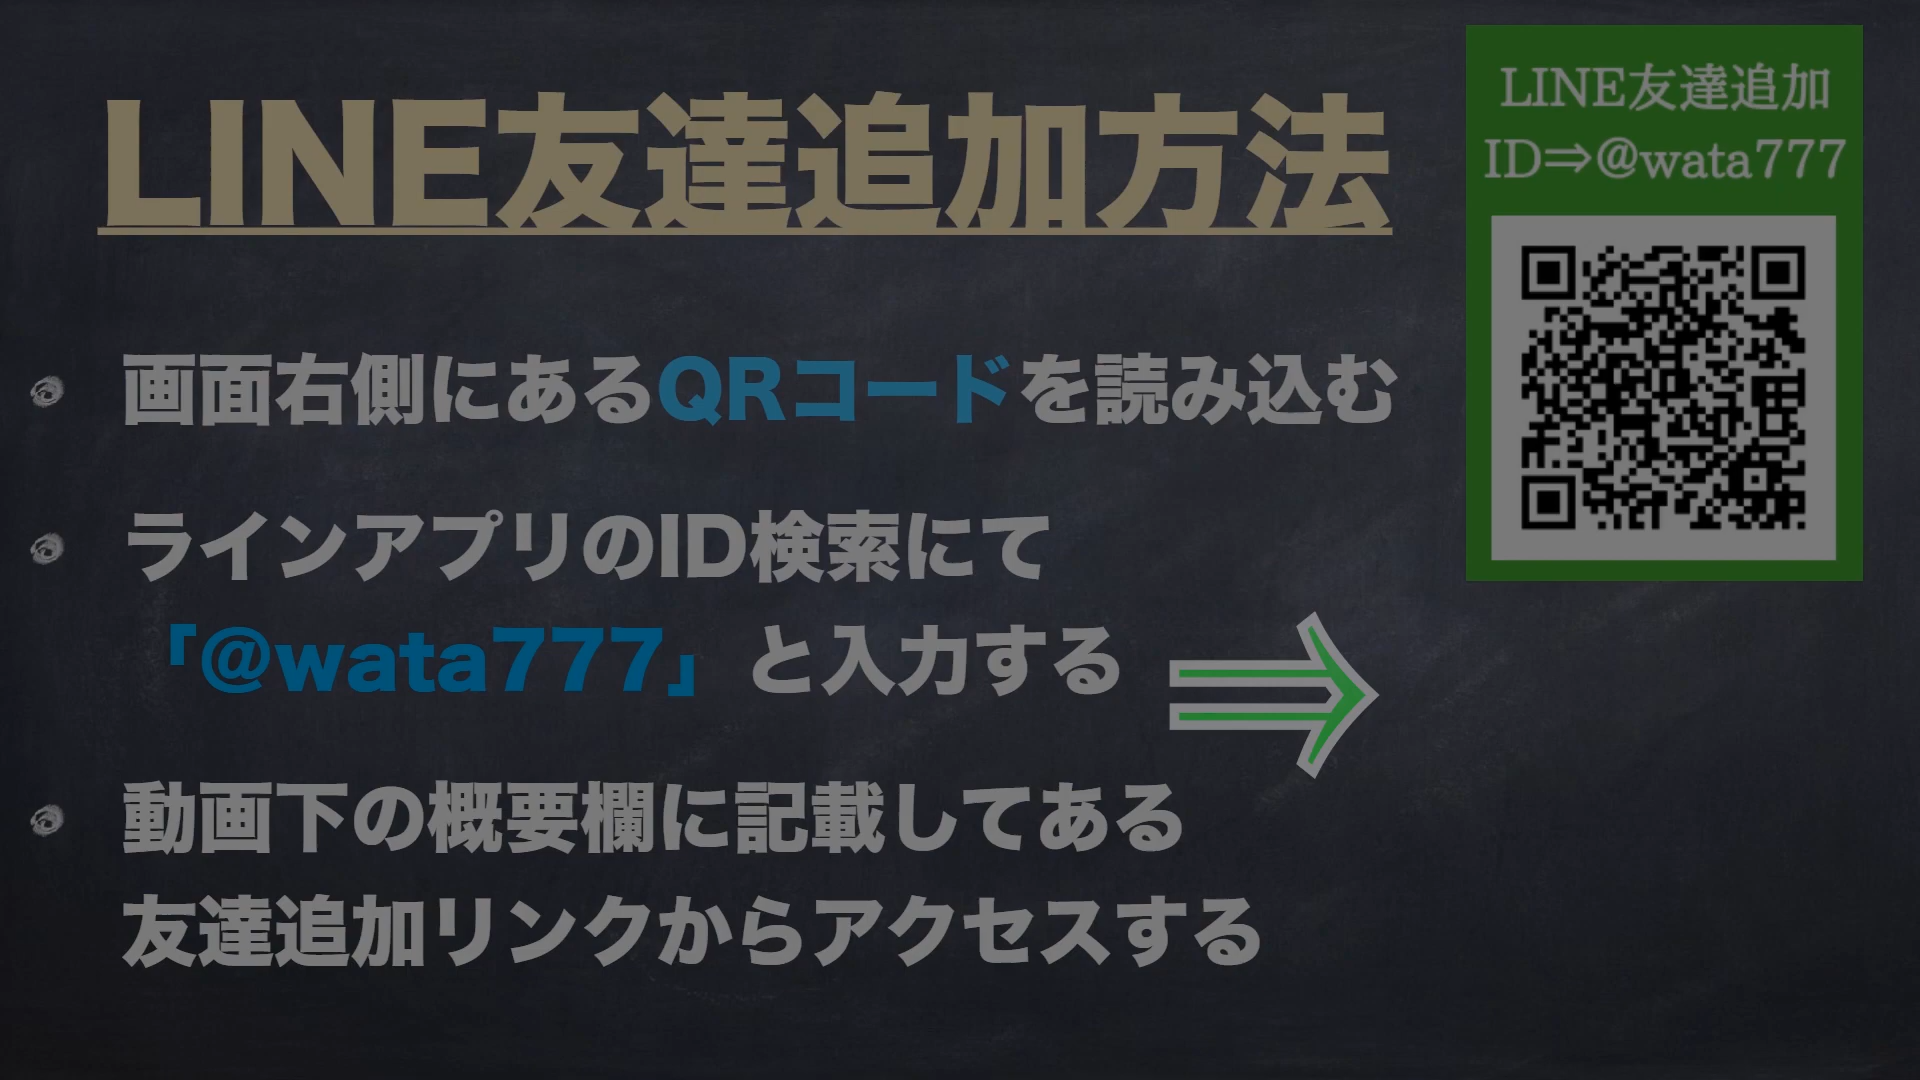 LINE友達追加方法
画面右側にあるQRコードを読み込む
ラインアプリのID検索にて
「@wata777」と入力する
動画下の概要欄に記載してある
友達追加リンクからアクセスする
LINE友達追加
ID⇒@wata777